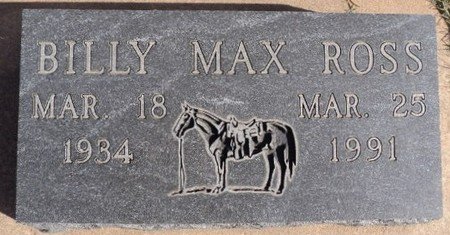 BILLY MAX ROSS
MAR. 18 MAR. 25
1934 1991